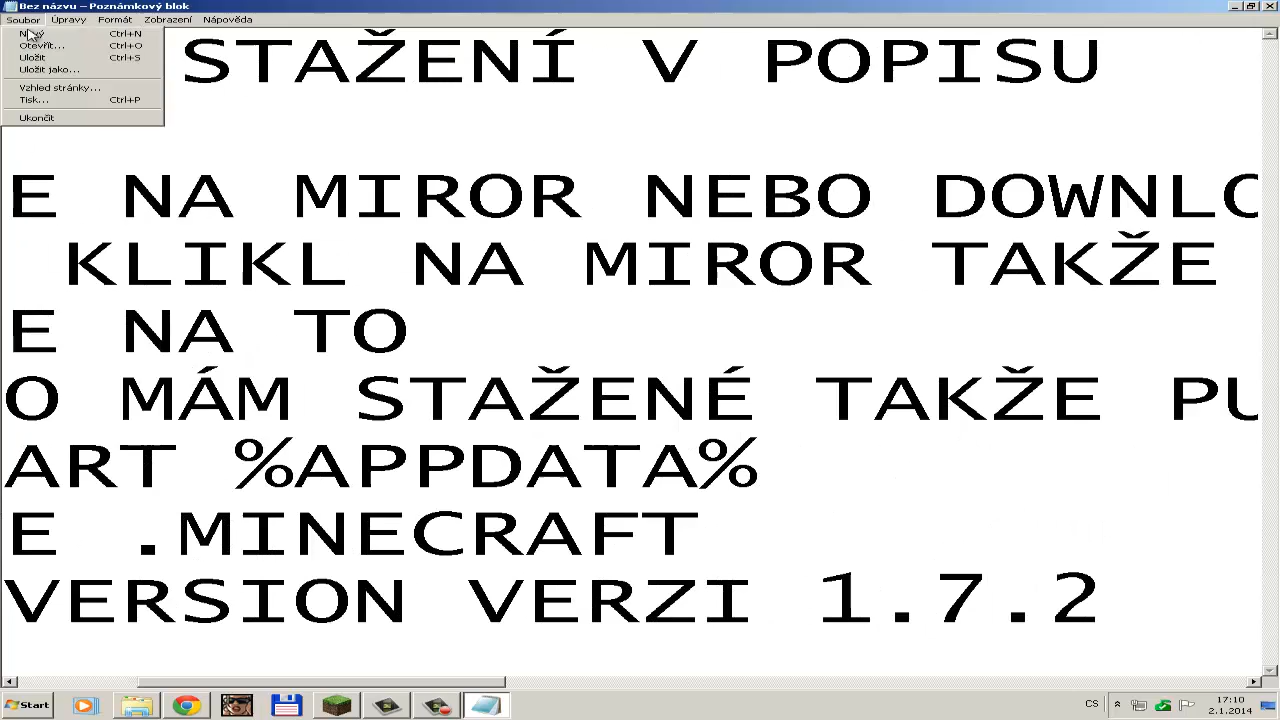 Bez názvu – Poznámkový blok
Soubor Úpravy Formát Zobrazení Nápověda
Ctrl+N
Otevřít... Ctrl+O
Uložit Ctrl+S
Uložit jako...
Vzhled stránky...
Tisk... Ctrl+P
Ukončit
STAŽENÍ V POPISU
E NA MIROR NEBO DOWNLO
KLIKL NA MIROR TAKŽE
E NA TO
O MÁM STAŽENÉ TAKŽE PU
ART %APPDATA%
E .MINECRAFT
VERSION VERZI 1.7.2
Start
CS
17:10
2.1.2014